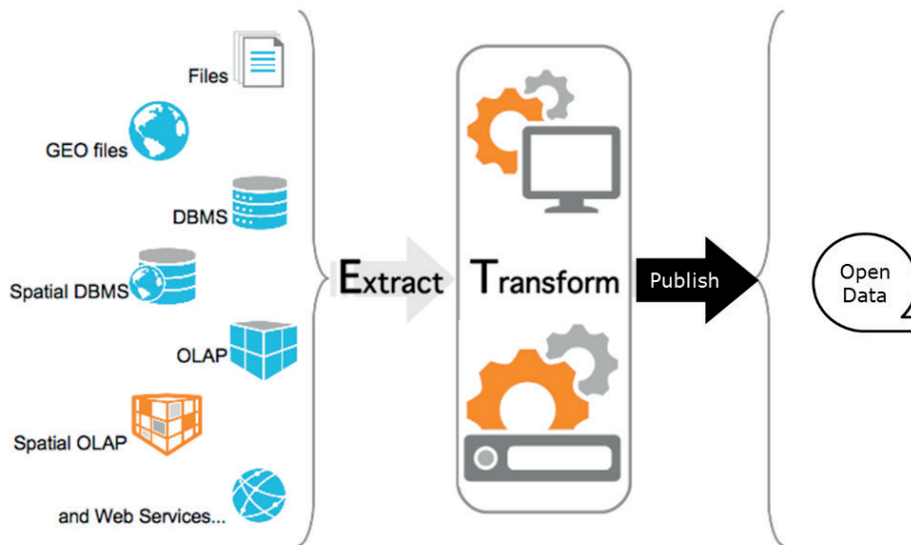 Files
GEO files
DBMS
Spatial DBMS
OLAP
Spatial OLAP
and Web Services...
Extract
Transform
Publish
Open
Data